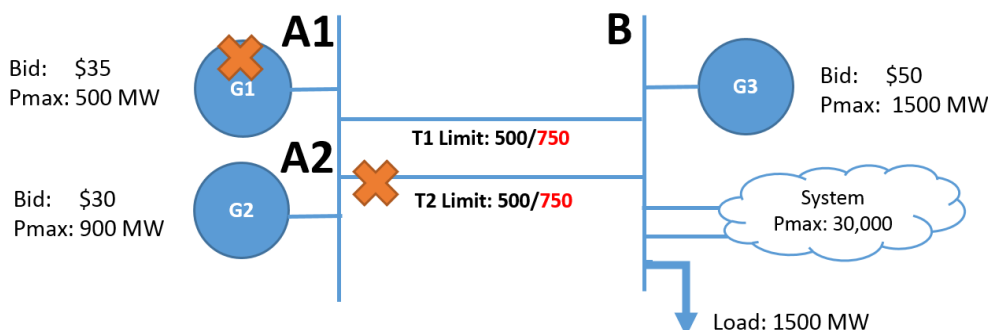 A1
B
Bid: $35
Pmax: 500 MW
G1
G3
Bid: $50
Pmax: 1500 MW
T1 Limit: 500/750
A2
Bid: $30
Pmax: 900 MW
G2
T2 Limit: 500/750
System
Pmax: 30,000
Load: 1500 MW